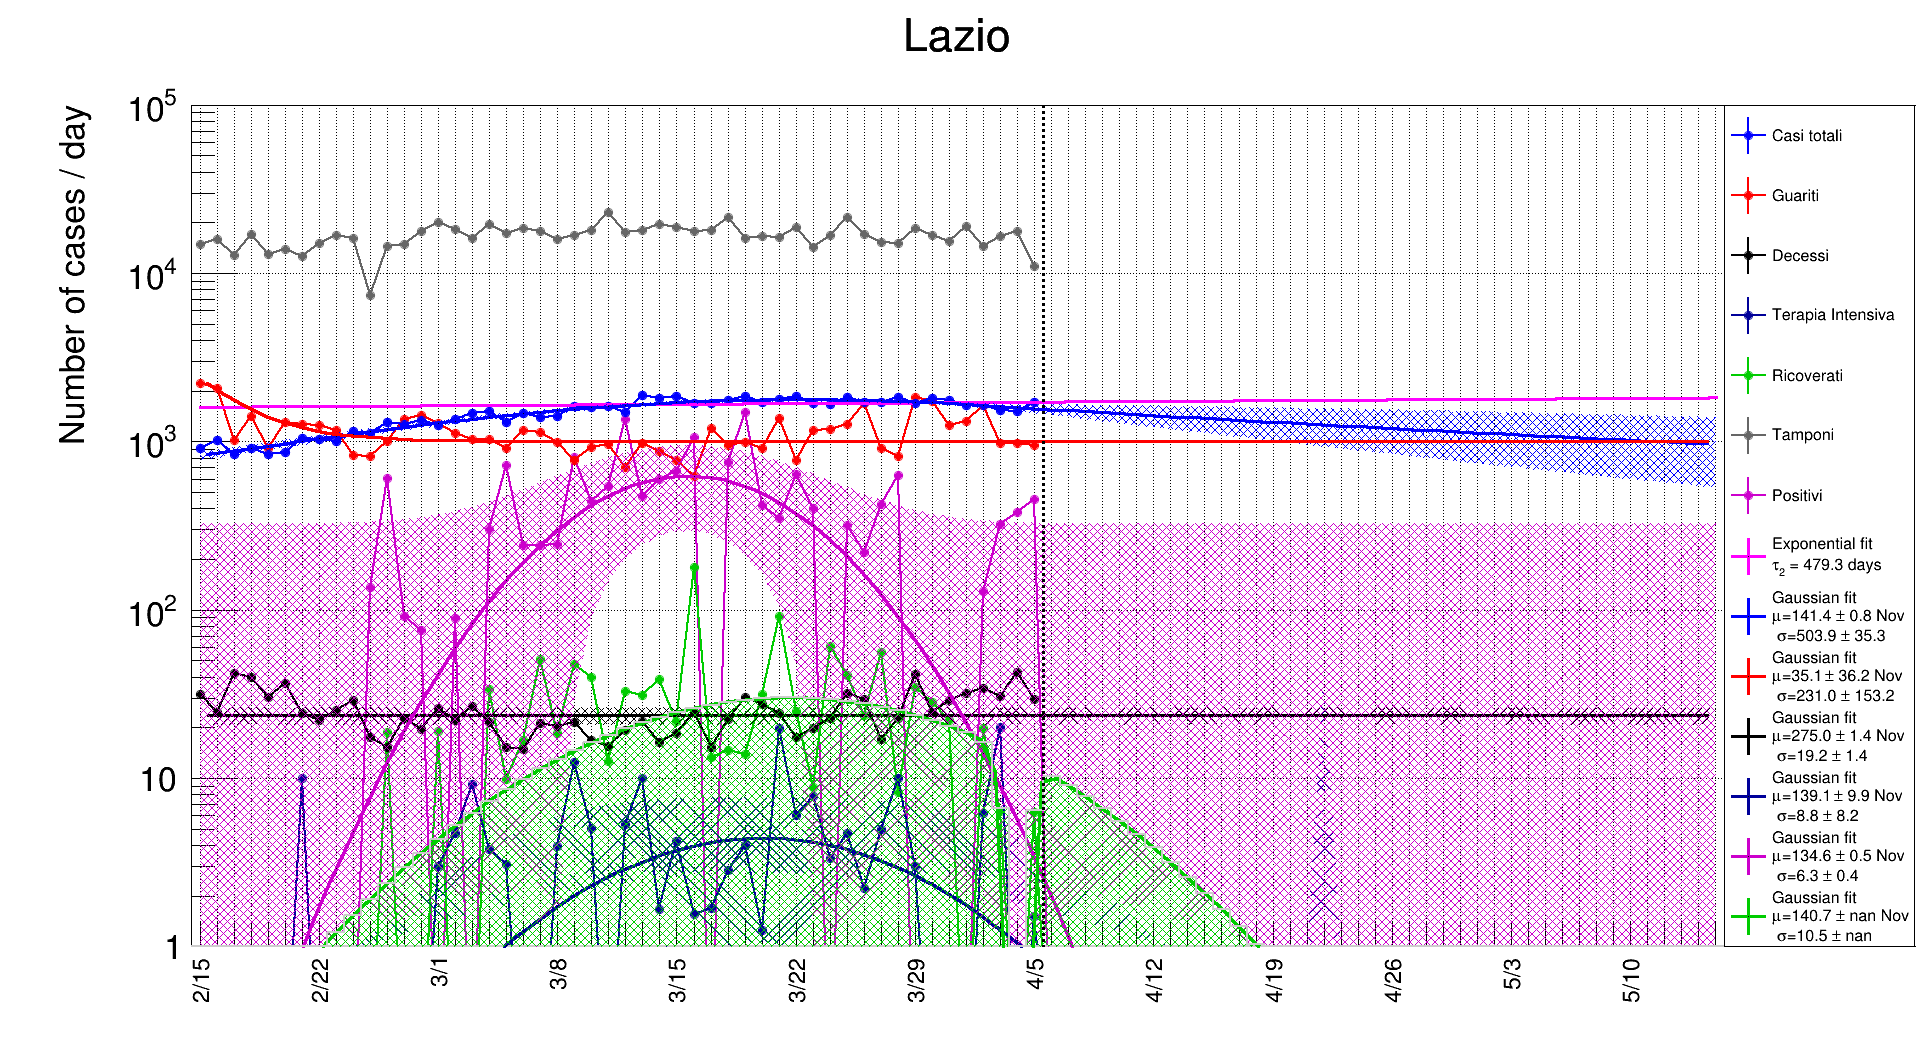 Lazio
Number of cases / day
10^5
10^4
10^3
10^2
10
1
2/15
2/22
3/1
3/8
3/15
3/22
3/29
4/5
4/12
4/19
4/26
5/3
5/10
Casi totali
Guariti
Decessi
Terapia Intensiva
Ricoverati
Tamponi
Positivi
Exponential fit
τ₂ = 479.3 days
Gaussian fit
μ=141.4 ± 0.8 Nov
σ=503.9 ± 35.3
Gaussian fit
μ=35.1 ± 36.2 Nov
σ=231.0 ± 153.2
Gaussian fit
μ=275.0 ± 1.4 Nov
σ=19.2 ± 1.4
Gaussian fit
μ=139.1 ± 9.9 Nov
σ=8.8 ± 8.2
Gaussian fit
μ=134.6 ± 0.5 Nov
σ=6.3 ± 0.4
Gaussian fit
μ=140.7 ± nan Nov
σ=10.5 ± nan